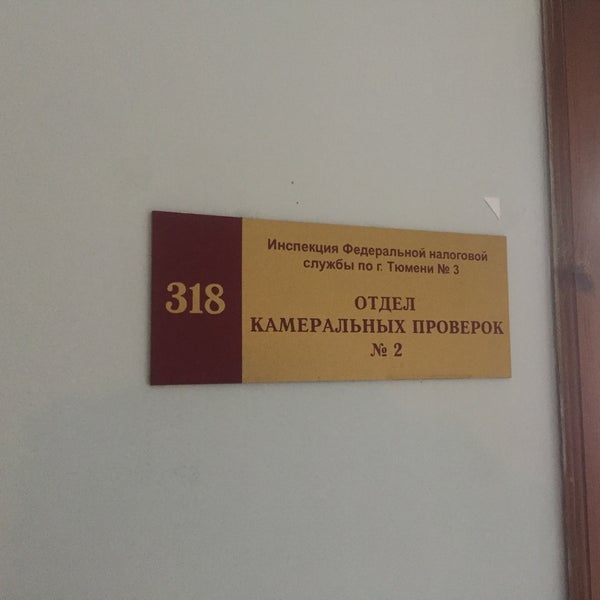 318
Инспекция Федеральной налоговой
службы по г. Тюмени № 3
ОТДЕЛ
КАМЕРАЛЬНЫХ ПРОВЕРОК
№ 2